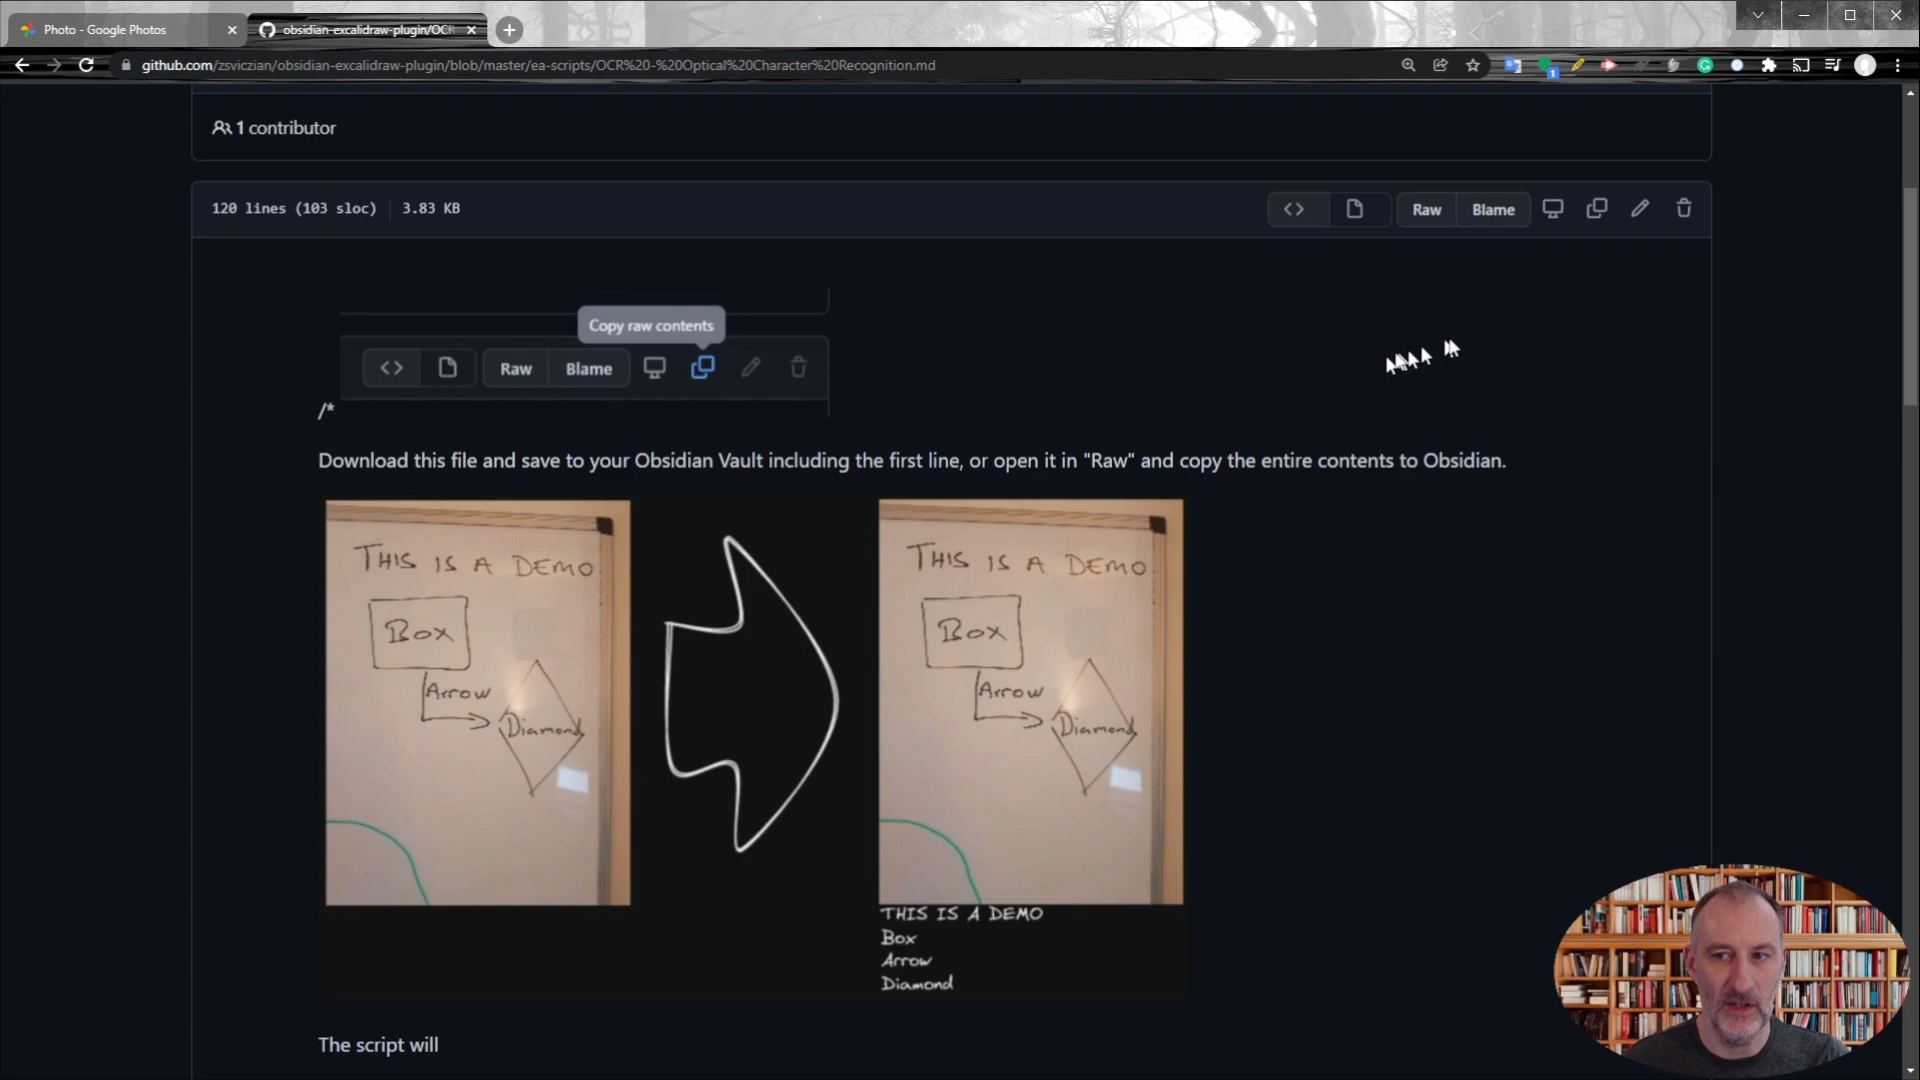 Photo - Google Photos
obsidian-excalidraw-plugin/OCR
github.com/zsviczian/obsidian-excalidraw-plugin/blob/master/ea-scripts/OCR%20-%20Optical%20Character%20Recognition.md
1
1 contributor
120 lines (103 sloc) 3.83 KB
Raw Blame
Copy raw contents
Raw Blame
/*
Download this file and save to your Obsidian Vault including the first line, or open it in "Raw" and copy the entire contents to Obsidian.
THIS IS A DEMO
Box
Arrow
Diamond
THIS IS A DEMO
Box
Arrow
Diamond
THIS IS A DEMO
Box
Arrow
Diamond
The script will